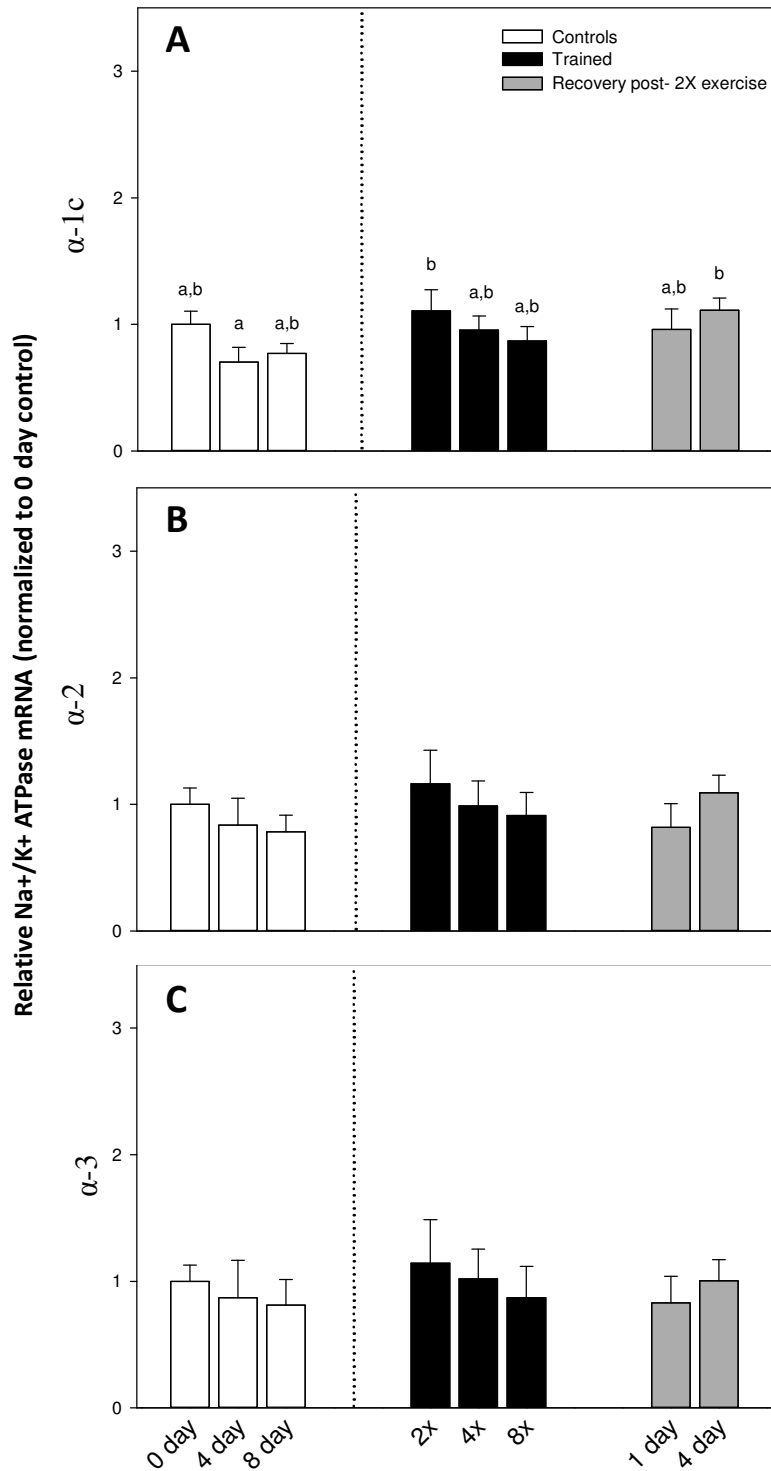 Relative Na+/K+ ATPase mRNA (normalized to 0 day control)
A
Controls
Trained
Recovery post- 2X exercise
α-1c
3
2
1
0
a,b
a
a,b
b
a,b
a,b
a,b
b
B
α-2
3
2
1
0
C
α-3
3
2
1
0
0 day
4 day
8 day
2x
4x
8x
1 day
4 day